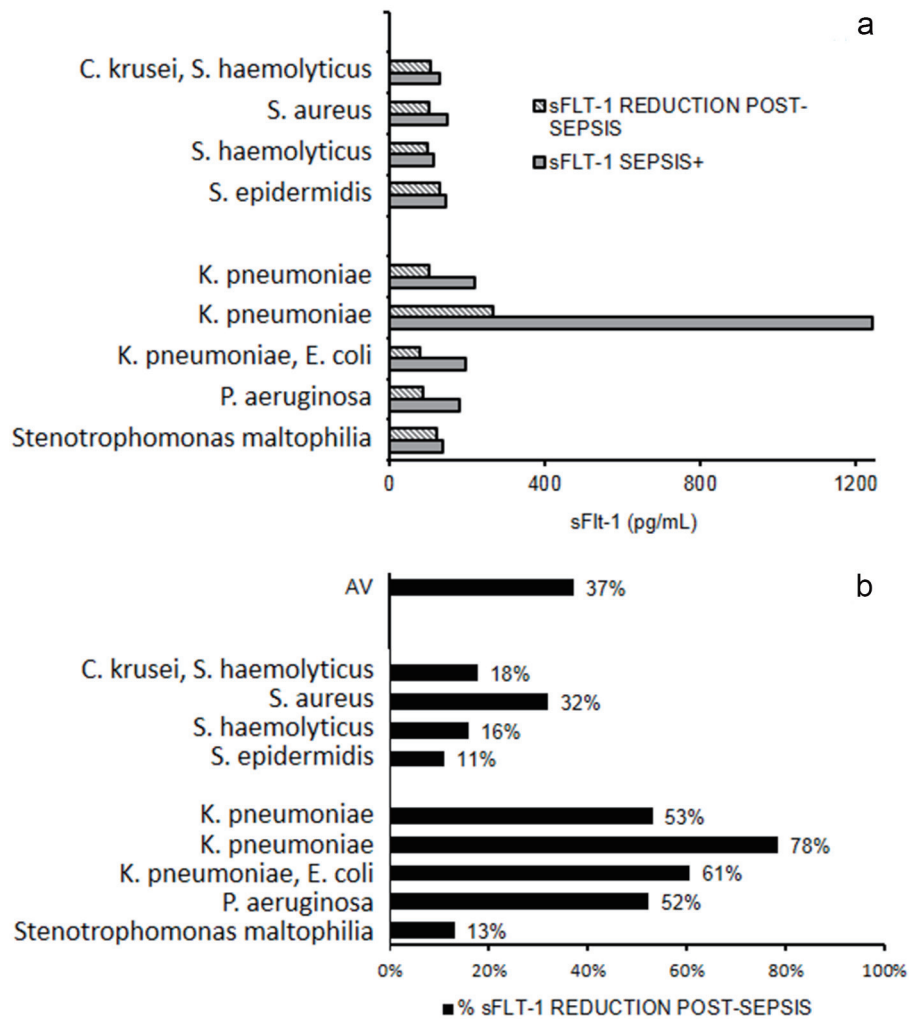 a
C. krusei, S. haemolyticus
S. aureus
S. haemolyticus
S. epidermidis
K. pneumoniae
K. pneumoniae
K. pneumoniae, E. coli
P. aeruginosa
Stenotrophomonas maltophilia
sFLT-1 REDUCTION POST-
SEPSIS
sFLT-1 SEPSIS+
0 400 800 1200
sFlt-1 (pg/mL)
b
AV 37%
C. krusei, S. haemolyticus 18%
S. aureus 32%
S. haemolyticus 16%
S. epidermidis 11%
K. pneumoniae 53%
K. pneumoniae 78%
K. pneumoniae, E. coli 61%
P. aeruginosa 52%
Stenotrophomonas maltophilia 13%
0% 20% 40% 60% 80% 100%
% sFLT-1 REDUCTION POST-SEPSIS